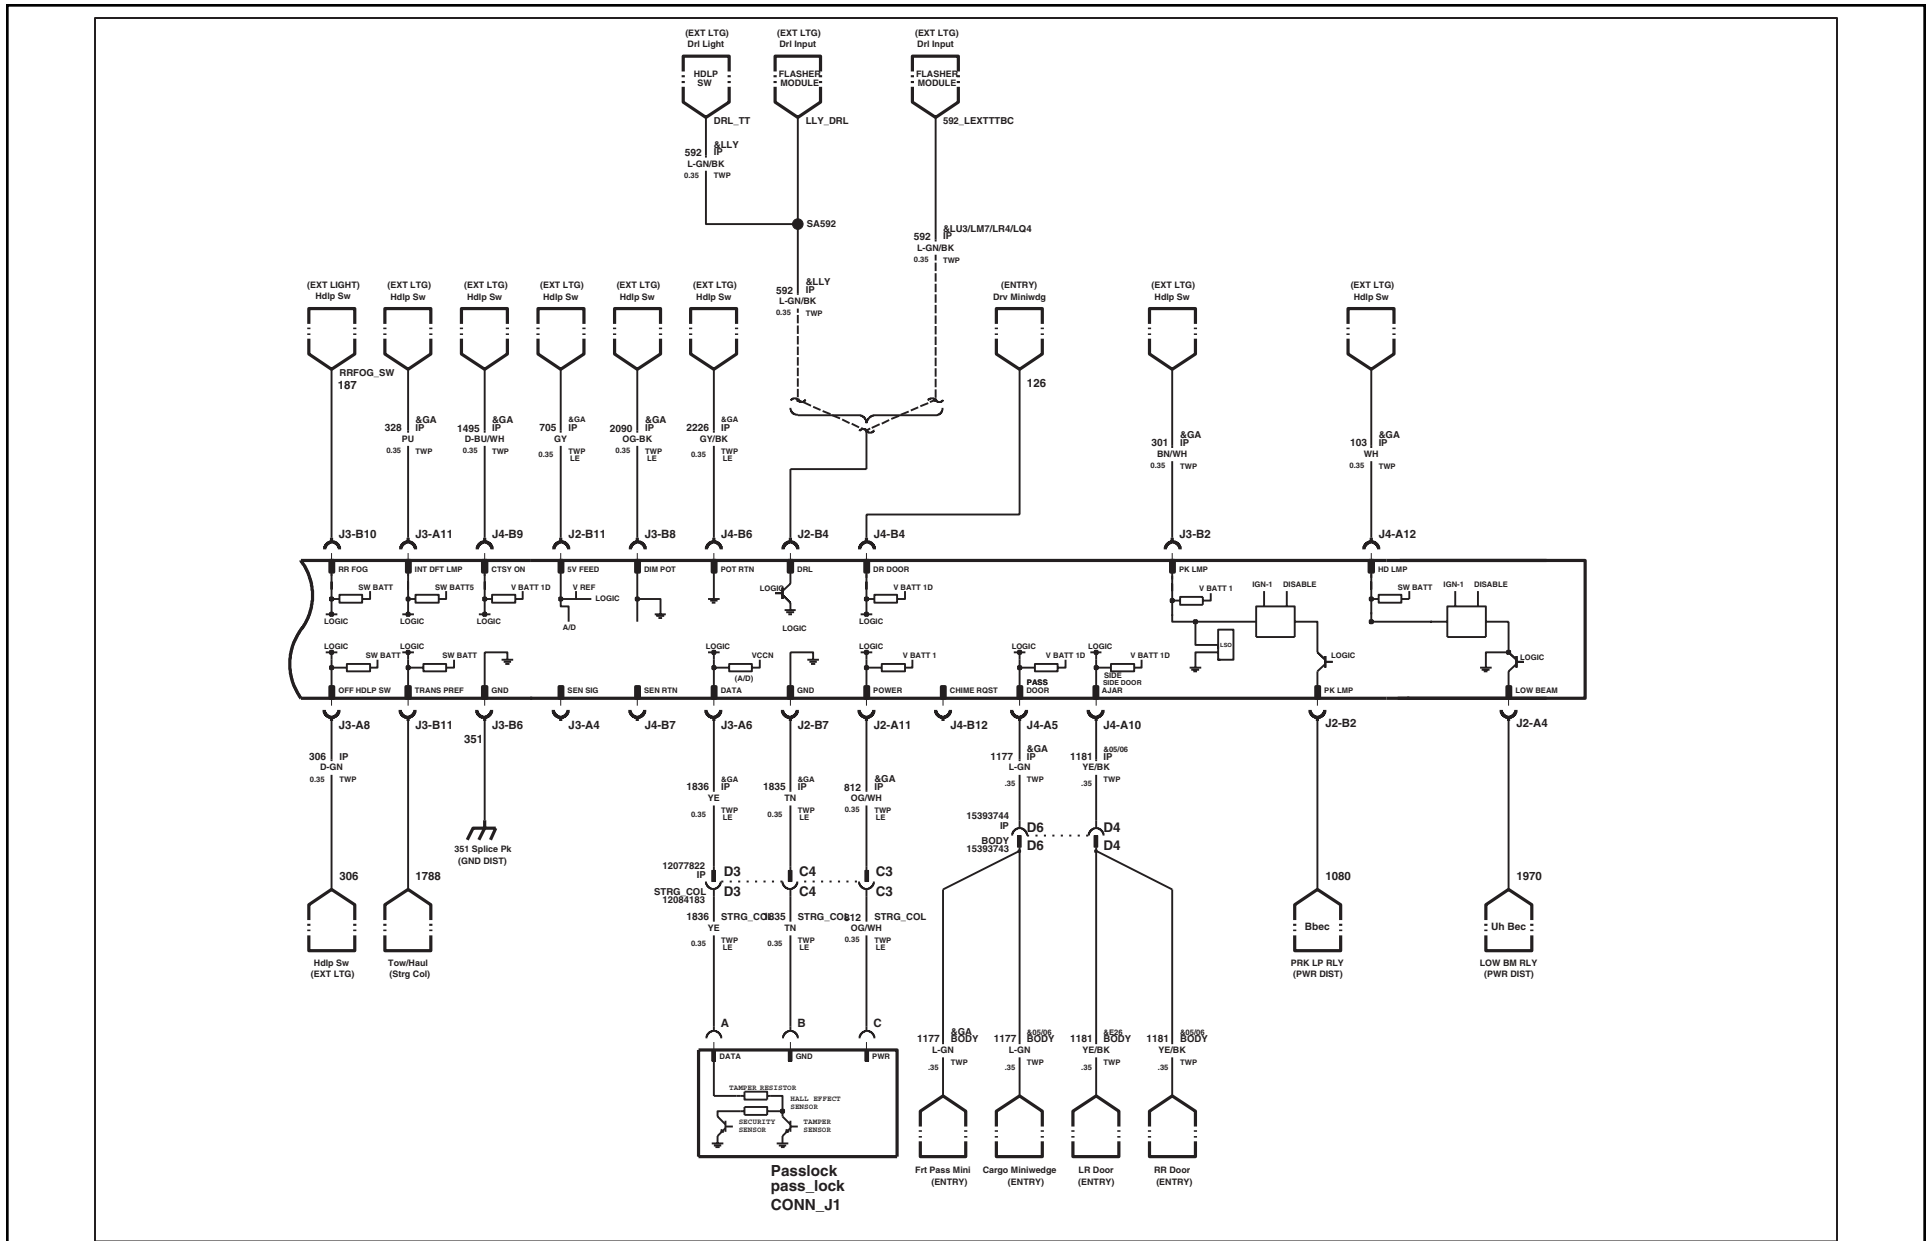 (EXT LTG)
Drl Light
(EXT LTG)
Drl Input
(EXT LTG)
Drl Input
HDLP
SW
FLASHER
MODULE
FLASHER
MODULE
DRL_TT
LLY_DRL
592_LEXTTTBC
592
&LLY
IP
L-GN/BK
0.35 TWP
SA592
592
&LU3/LM7/LR4/LQ4
IP
L-GN/BK
0.35 TWP
592
&LLY
IP
L-GN/BK
0.35 TWP
(EXT LIGHT)
Hdlp Sw
(EXT LTG)
Hdlp Sw
(EXT LTG)
Hdlp Sw
(EXT LTG)
Hdlp Sw
(EXT LTG)
Hdlp Sw
(EXT LTG)
Hdlp Sw
(ENTRY)
Drv Miniwdg
(EXT LTG)
Hdlp Sw
(EXT LTG)
Hdlp Sw
RRFOG_SW
187
126
328
&GA
IP
PU
0.35 TWP
1495
&GA
IP
D-BU/WH
0.35 TWP
705
&GA
IP
GY
0.35 TWP
LE
2090
&GA
IP
OG-BK
0.35 TWP
LE
2226
&GA
IP
GY/BK
0.35 TWP
LE
301
&GA
IP
BN/WH
0.35 TWP
103
&GA
IP
WH
0.35 TWP
J3-B10
J3-A11
J4-B9
J2-B11
J3-B8
J4-B6
J2-B4
J4-B4
J3-B2
J4-A12
RR FOG
INT DFT LMP
CTSY ON
5V FEED
DIM POT
POT RTN
DRL
DR DOOR
PK LMP
HD LMP
SW BATT
LOGIC
SW BATT5
LOGIC
V BATT 1D
LOGIC
V REF
LOGIC
A/D
LOGIC
LOGIC
V BATT 1D
LOGIC
V BATT 1
IGN-1 DISABLE
LSO
LOGIC
SW BATT
IGN-1 DISABLE
LOGIC
LOGIC
SW BATT
LOGIC
SW BATT
LOGIC
VCCN
(A/D)
LOGIC
V BATT 1
LOGIC
V BATT 1D
LOGIC
V BATT 1D
OFF HDLP SW
TRANS PREF
GND
SEN SIG
SEN RTN
DATA
GND
POWER
CHIME RQST
PASS
DOOR
SIDE
SIDE DOOR
AJAR
PK LMP
LOW BEAM
J3-A8
J3-B11
J3-B6
J3-A4
J4-B7
J3-A6
J2-B7
J2-A11
J4-B12
J4-A5
J4-A10
J2-B2
J2-A4
306 IP
D-GN
0.35 TWP
351
351 Splice Pk
(GND DIST)
1836
&GA
IP
YE
0.35 TWP
LE
1835
&GA
IP
TN
0.35 TWP
LE
812
&GA
IP
OG/WH
0.35 TWP
LE
1177
&GA
IP
L-GN
.35 TWP
1181
&05/06
IP
YE/BK
.35 TWP
15393744
IP
D6
D4
BODY
15393743
D6
D4
12077822
IP
D3
C4
C3
STRG_COL
12084183
D3
C4
C3
1836 STRG_COL
YE
0.35 TWP
LE
1835 STRG_COL
TN
0.35 TWP
LE
812 STRG_COL
OG/WH
0.35 TWP
LE
306
1788
1080
1970
Bbec
Uh Bec
Hdlp Sw
(EXT LTG)
Tow/Haul
(Strg Col)
PRK LP RLY
(PWR DIST)
LOW BM RLY
(PWR DIST)
A
B
C
DATA
GND
PWR
TAMPER RESISTOR
HALL EFFECT
SENSOR
SECURITY
SENSOR
TAMPER
SENSOR
Passlock
pass_lock
CONN_J1
1177
&GA
BODY
L-GN
.35 TWP
1177
&05/06
BODY
L-GN
.35 TWP
1181
&E26
BODY
YE/BK
.35 TWP
1181
&05/06
BODY
YE/BK
.35 TWP
Frt Pass Mini
(ENTRY)
Cargo Miniwedge
(ENTRY)
LR Door
(ENTRY)
RR Door
(ENTRY)